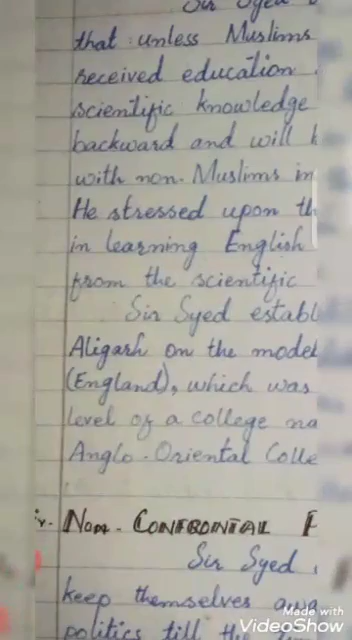 Sir Syed
that unless Muslims
received education
scientific knowledge
backward and will
with non-Muslims in
He stressed upon th
in learning English
from the scientific
Sir Syed establ
Aligarh on the model
(England), which was
level of a college na
Anglo-Oriental Colle
Non-CONFRONTIAL P
Sir Syed
keep themselves awa
politics till
Made with
VideoShow